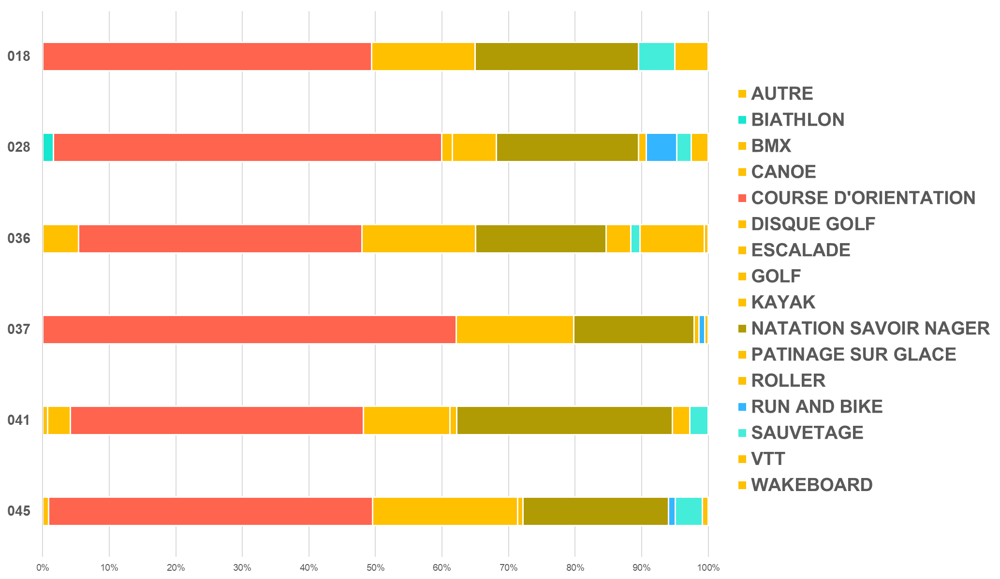 018
028
036
037
041
045
0% 10% 20% 30% 40% 50% 60% 70% 80% 90% 100%
AUTRE
BIATHLON
BMX
CANOE
COURSE D'ORIENTATION
DISQUE GOLF
ESCALADE
GOLF
KAYAK
NATATION SAVOIR NAGER
PATINAGE SUR GLACE
ROLLER
RUN AND BIKE
SAUVETAGE
VTT
WAKEBOARD